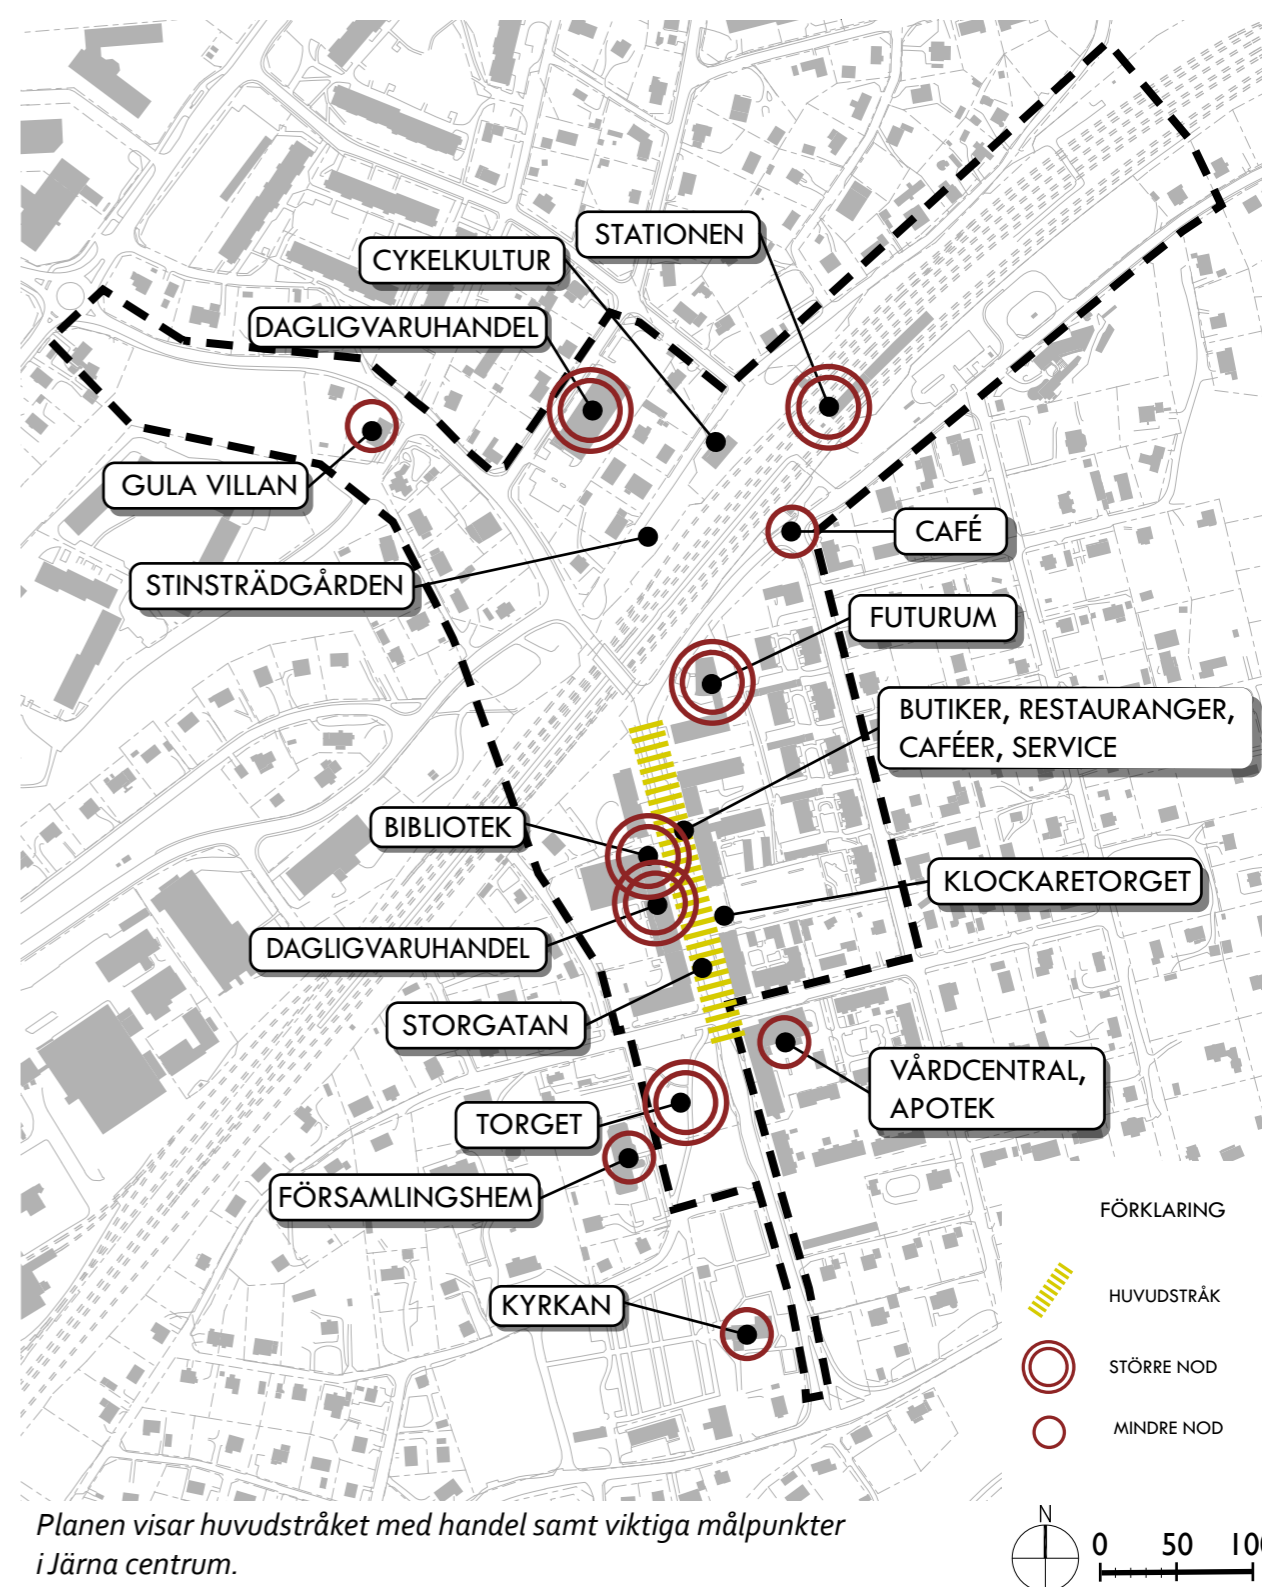 STATIONEN
CYKELKULTUR
DAGLIGVARUHANDEL
GULA VILLAN
CAFÉ
STINSTRÄDGÅRDEN
FUTURUM
BUTIKER, RESTAURANGER,
CAFÉER, SERVICE
BIBLIOTEK
KLOCKARETORGET
DAGLIGVARUHANDEL
STORGATAN
VÅRDCENTRAL,
APOTEK
TORGET
FÖRSAMLINGSHEM
KYRKAN
FÖRKLARING
HUVUDSTRÅK
STÖRRE NOD
MINDRE NOD
Planen visar huvudstråket med handel samt viktiga målpunkter
i Järna centrum.
N
0 50 100